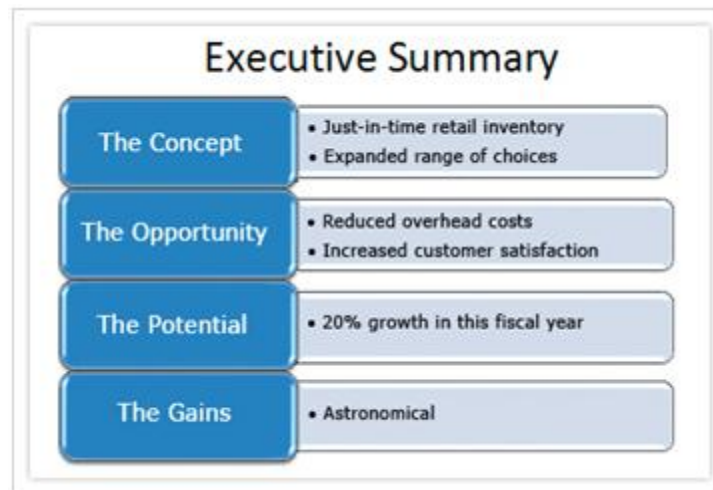 Executive Summary
The Concept
• Just-in-time retail inventory
• Expanded range of choices
The Opportunity
• Reduced overhead costs
• Increased customer satisfaction
The Potential
• 20% growth in this fiscal year
The Gains
• Astronomical